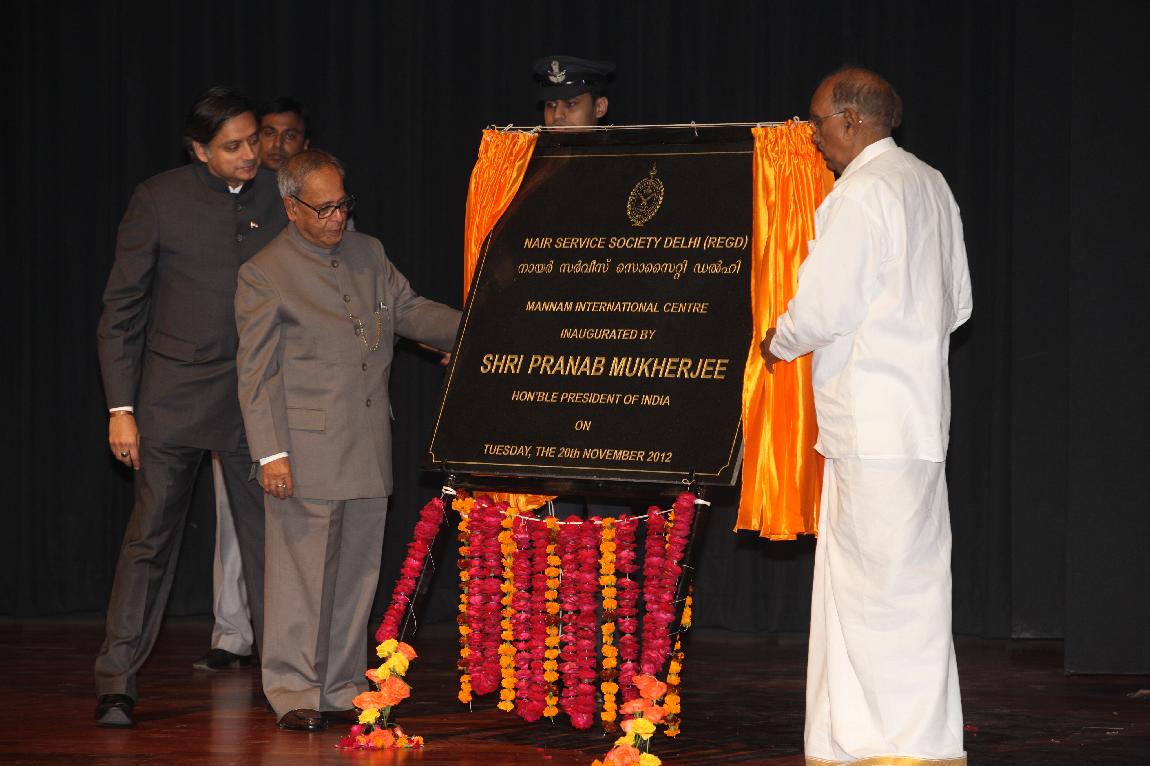 NAIR SERVICE SOCIETY DELHI (REGD)
നായർ സർവീസ് സൊസൈറ്റി ഡൽഹി
MANNAM INTERNATIONAL CENTRE
INAUGURATED BY
SHRI PRANAB MUKHERJEE
HON'BLE PRESIDENT OF INDIA
ON
TUESDAY, THE 20th NOVEMBER 2012